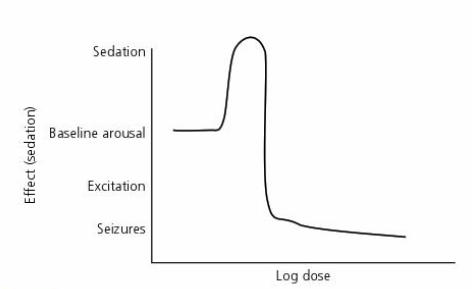 Sedation
Baseline arousal
Excitation
Seizures
Effect (sedation)
Log dose